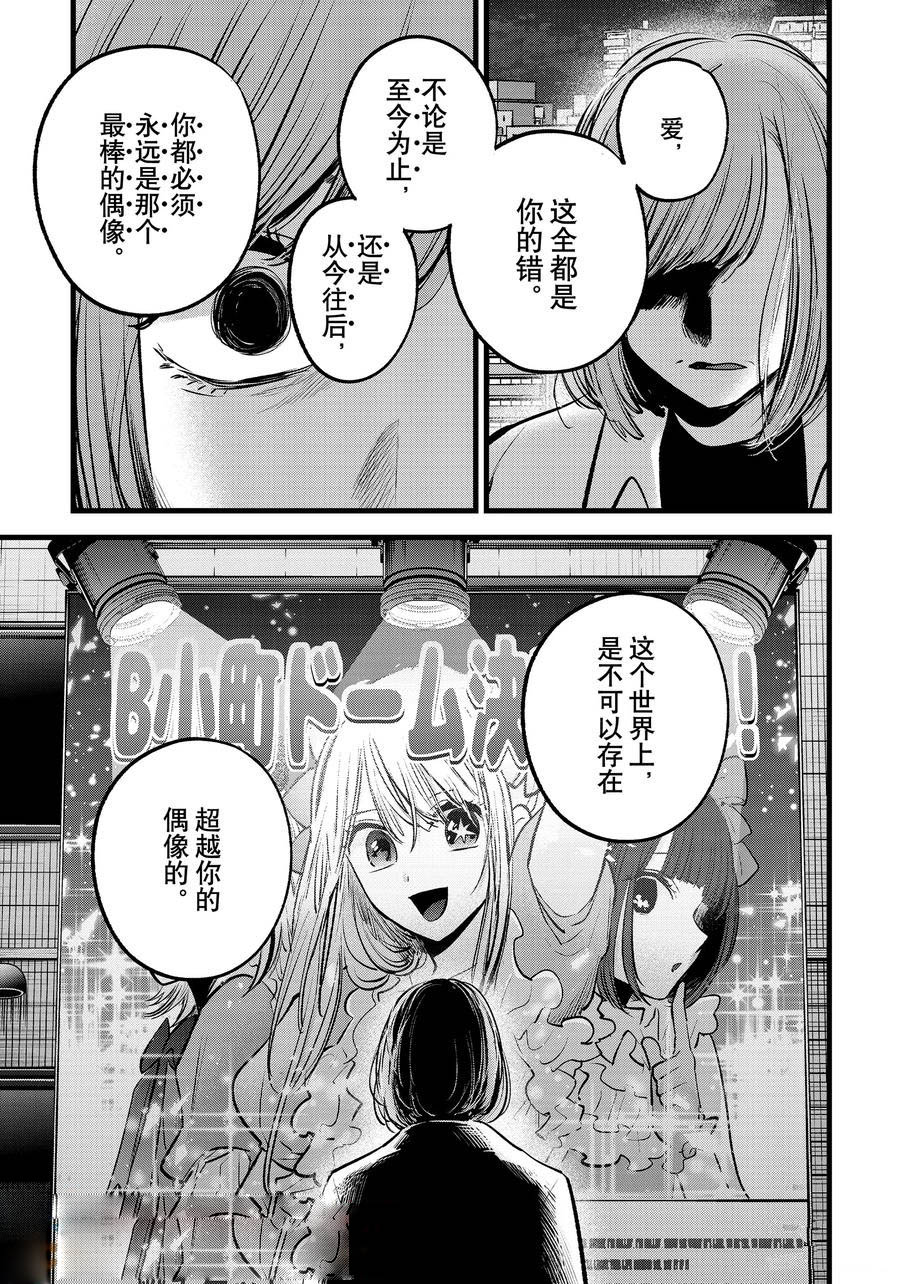 爱，
这全都是
你的错。
不论是
至今为止，
还是
从今往后，
你都必须
永远是那个
最棒的偶像。
这个世界上，
是不可以存在
超越你的
偶像的。
B小町ドーム決
！